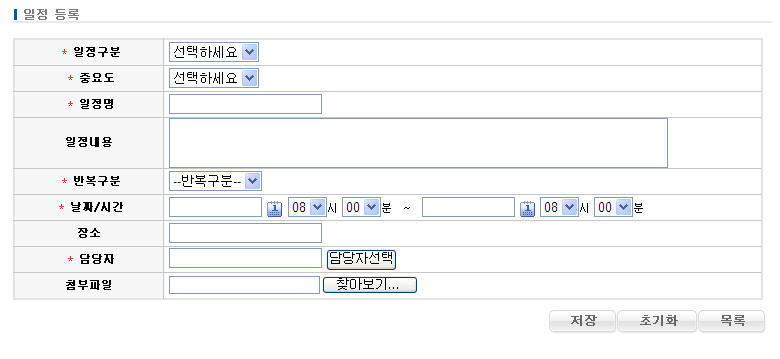 일정 등록
* 일정구분 선택하세요
* 중요도 선택하세요
* 일정명
일정내용
* 반복구분 --반복구분--
* 날짜/시간 1 08 시 00 분 ~ 1 08 시 00 분
장소
* 담당자 담당자선택
첨부파일 찾아보기...
저장 초기화 목록